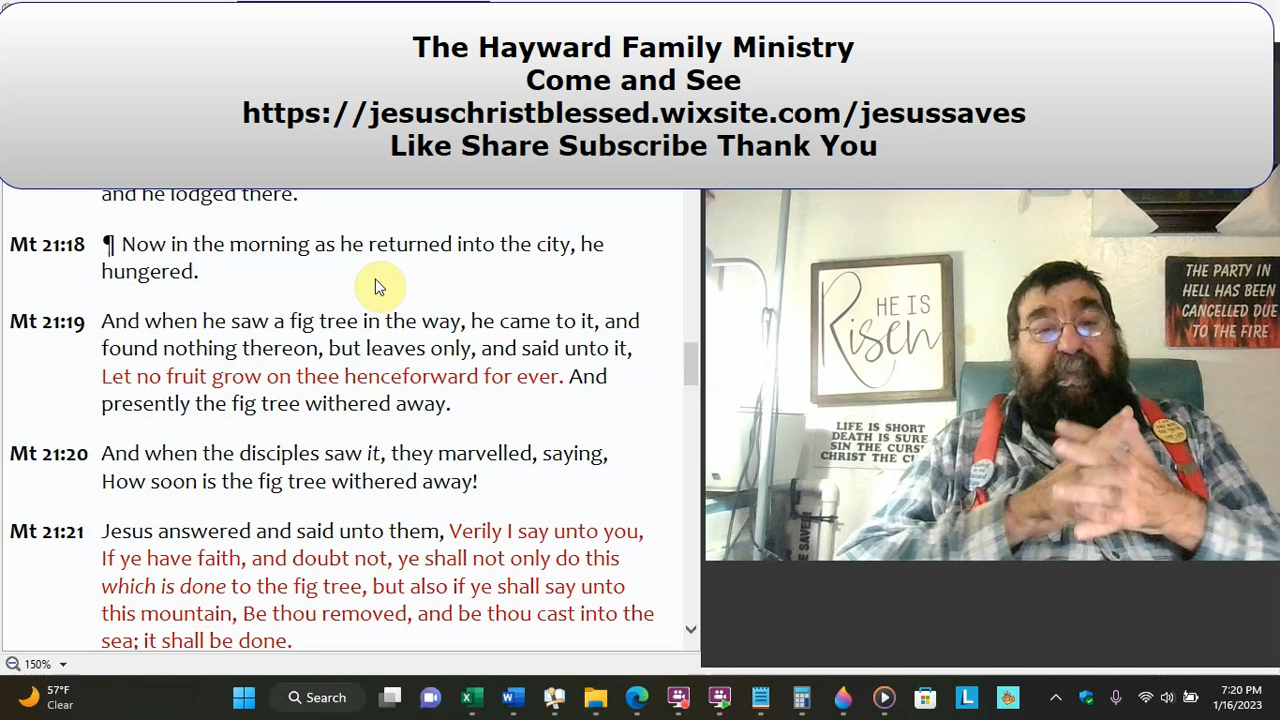 The Hayward Family Ministry
Come and See
https://jesuschristblessed.wixsite.com/jesussaves
Like Share Subscribe Thank You
and he lodged there.
Mt 21:18 ¶ Now in the morning as he returned into the city, he
hungered.
Mt 21:19 And when he saw a fig tree in the way, he came to it, and
found nothing thereon, but leaves only, and said unto it,
Let no fruit grow on thee henceforward for ever. And
presently the fig tree withered away.
Mt 21:20 And when the disciples saw it, they marvelled, saying,
How soon is the fig tree withered away!
Mt 21:21 Jesus answered and said unto them, Verily I say unto you,
If ye have faith, and doubt not, ye shall not only do this
which is done to the fig tree, but also if ye shall say unto
this mountain, Be thou removed, and be thou cast into the
sea; it shall be done.
150%
HE IS
Risen
THE PARTY IN
HELL HAS BEEN
CANCELLED DUE
TO THE FIRE
LIFE IS SHORT
DEATH IS SURE
SIN THE
CHRIST THE
57°F
Clear
Search
L
7:20 PM
1/16/2023